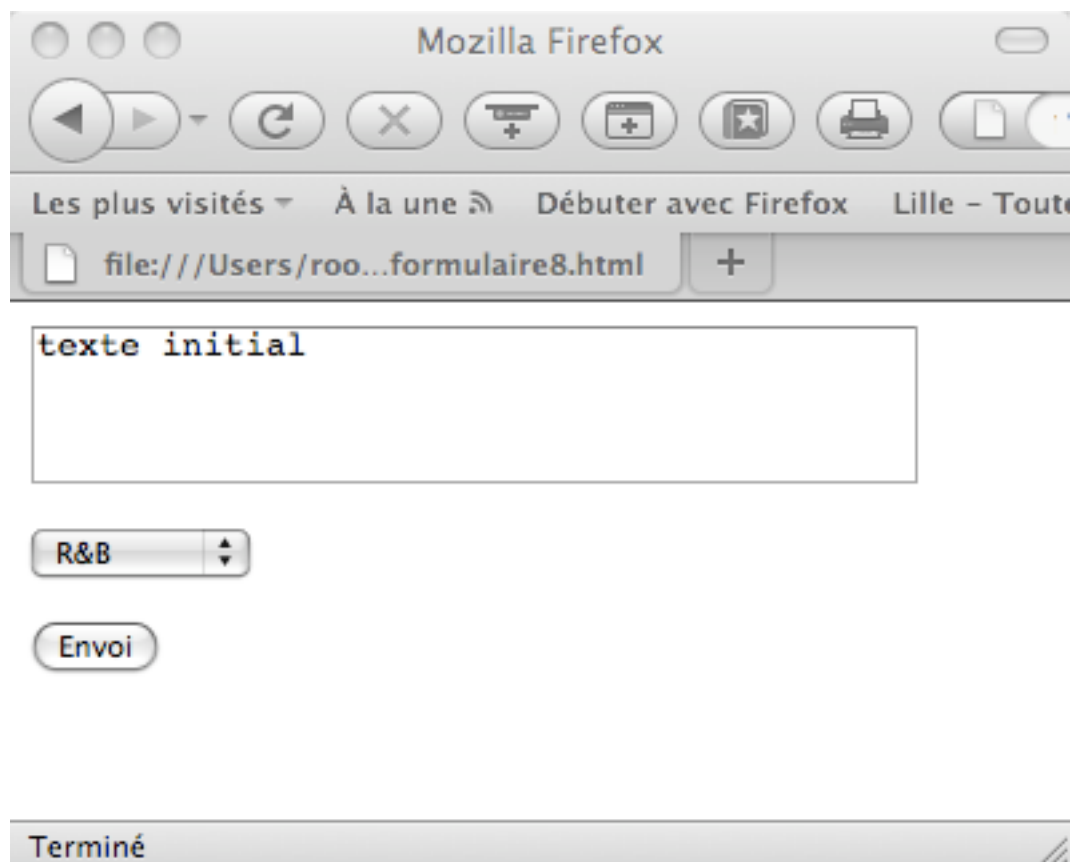 Mozilla Firefox
Les plus visités À la une Débuter avec Firefox Lille – Toute
file:///Users/roo...formulaire8.html
texte initial
R&B
Envoi
Terminé